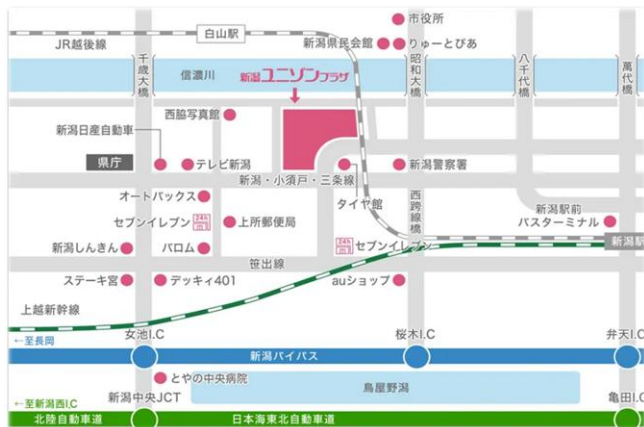 市役所
白山駅
JR越後線
新潟県民会館
りゅーとぴあ
千歳大橋
信濃川
新潟ユニゾンプラザ
昭和大橋
八千代橋
萬代橋
西脇写真館
新潟日産自動車
県庁
テレビ新潟
新潟警察署
新潟・小須戸・三条線
タイヤ館
オートバックス
西跨線橋
新潟駅前
バスターミナル
セブンイレブン
24h
上所郵便局
新潟しんきん
パロム
24h
セブンイレブン
新潟駅
笹出線
ステーキ宮
デッキィ401
auショップ
上越新幹線
女池I.C
桜木I.C
弁天I.C
←至長岡
新潟バイパス
とやの中央病院
鳥屋野潟
新潟中央JCT
亀田I.C
←至新潟西I.C
北陸自動車道
日本海東北自動車道